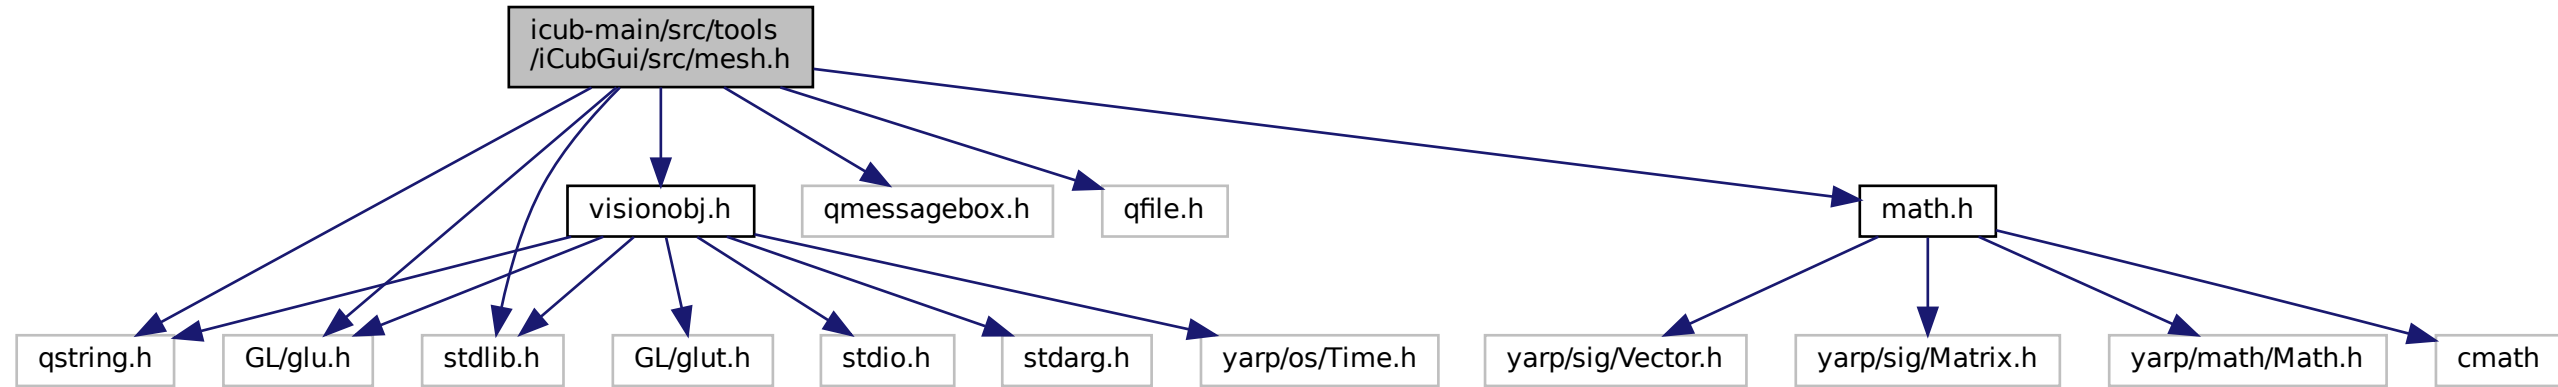 icub-main/src/tools
/iCubGui/src/mesh.h
visionobj.h
qmessagebox.h
qfile.h
math.h
qstring.h
GL/glu.h
stdlib.h
GL/glut.h
stdio.h
stdarg.h
yarp/os/Time.h
yarp/sig/Vector.h
yarp/sig/Matrix.h
yarp/math/Math.h
cmath